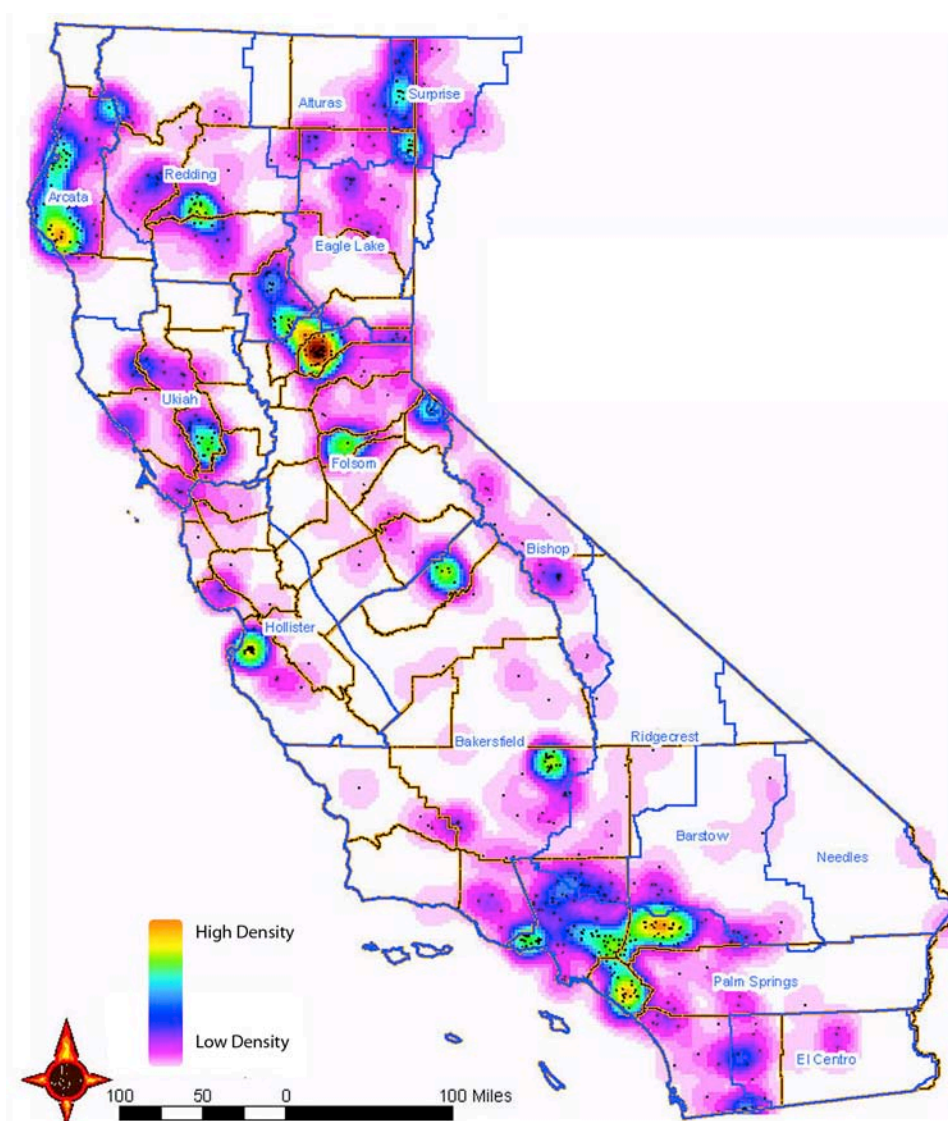 Alturas
Surprise
Redding
Arcata
Eagle Lake
Ukiah
Folsom
Bishop
Hollister
Bakersfield
Ridgecrest
Barstow
Needles
High Density
Palm Springs
Low Density
El Centro
100 50 0 100 Miles